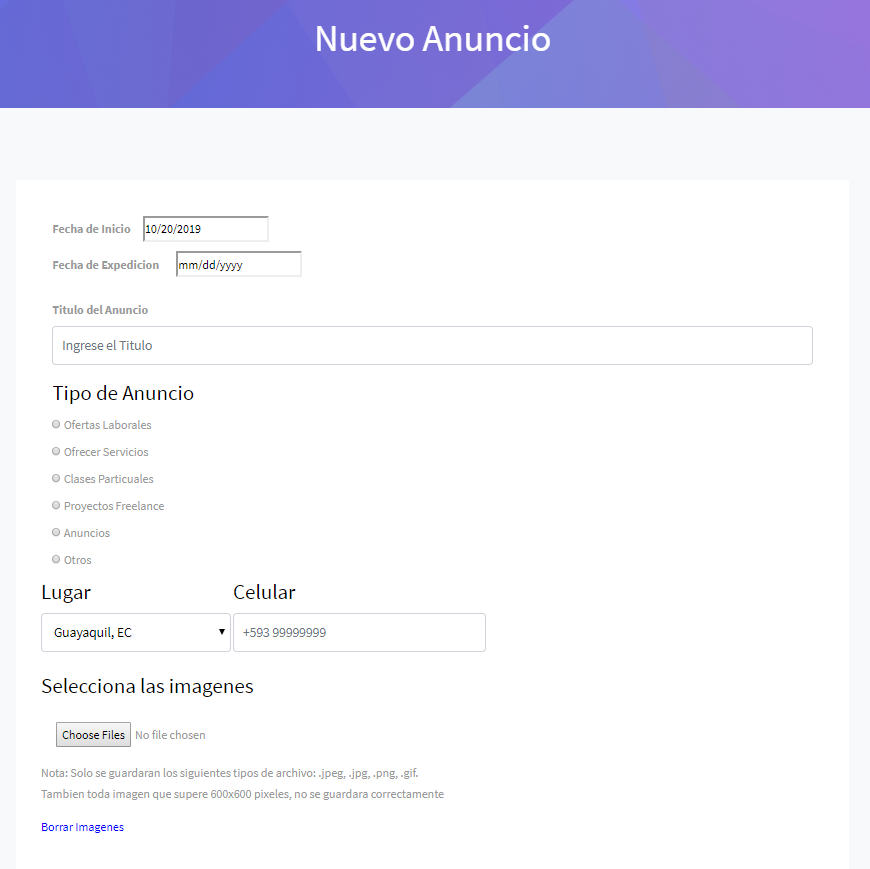 Nuevo Anuncio
Fecha de Inicio 10/20/2019
Fecha de Expedicion mm/dd/yyyy
Titulo del Anuncio
Ingrese el Titulo
Tipo de Anuncio
Ofertas Laborales
Ofrecer Servicios
Clases Particuales
Proyectos Freelance
Anuncios
Otros
Lugar Celular
Guayaquil, EC +593 99999999
Selecciona las imagenes
Choose Files No file chosen
Nota: Solo se guardaran los siguientes tipos de archivo: .jpeg, .jpg, .png, .gif.
Tambien toda imagen que supere 600x600 pixeles, no se guardara correctamente
Borrar Imagenes